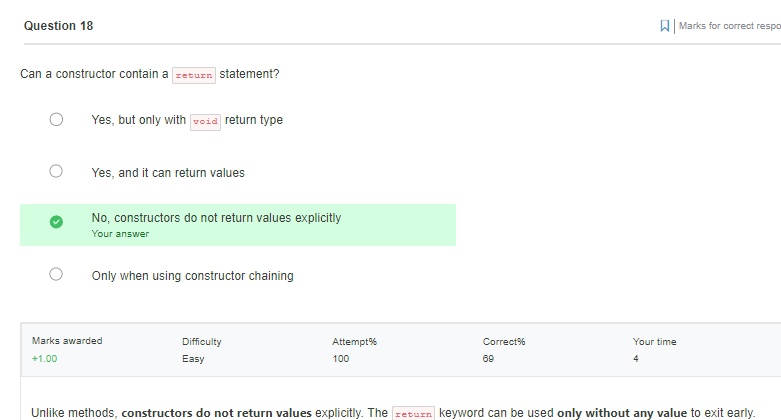 Question 18
Marks for correct respo
Can a constructor contain a return statement?
Yes, but only with void return type
Yes, and it can return values
No, constructors do not return values explicitly
Your answer
Only when using constructor chaining
Marks awarded Difficulty Attempt% Correct% Your time
+1.00 Easy 100 69 4
Unlike methods, constructors do not return values explicitly. The return keyword can be used only without any value to exit early.